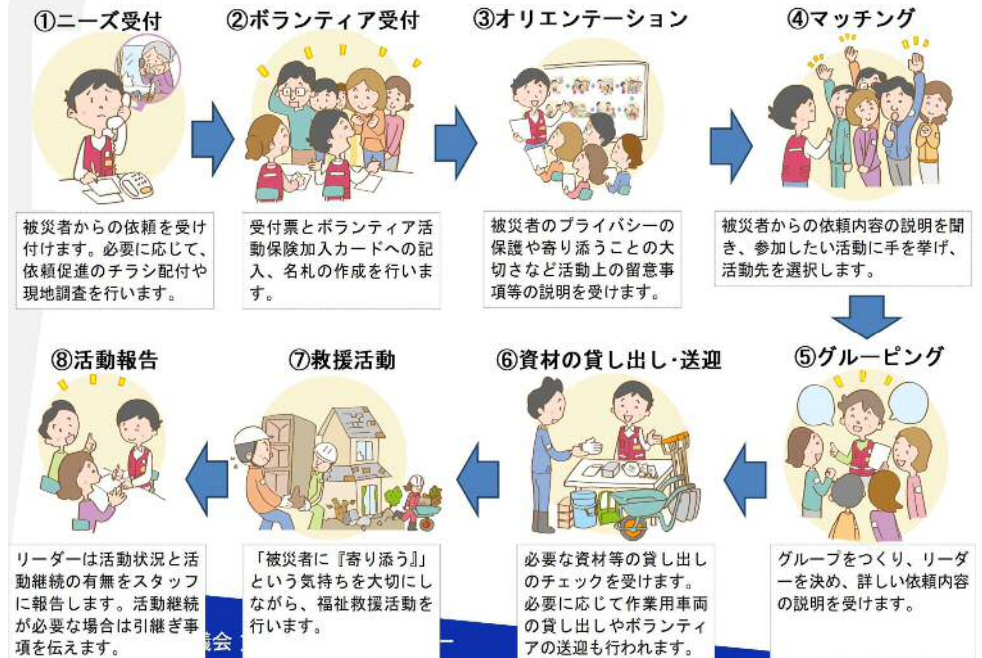 ①ニーズ受付
②ボランティア受付
③オリエンテーション
④マッチング
被災者からの依頼を受け
付けます。必要に応じて、
依頼促進のチラシ配付や
現地調査を行います。
受付票とボランティア活
動保険加入カードへの記
入、名札の作成を行いま
す。
被災者のプライバシーの
保護や寄り添うことの大
切さなど活動上の留意事
項等の説明を受けます。
被災者からの依頼内容の説明を聞
き、参加したい活動に手を挙げ、
活動先を選択します。
⑧活動報告
⑦救援活動
⑥資材の貸し出し・送迎
⑤グルーピング
リーダーは活動状況と活
動継続の有無をスタッフ
に報告します。活動継続
が必要な場合は引継ぎ事
項を伝えます。
「被災者に『寄り添う』」
という気持ちを大切にし
ながら、福祉救援活動を
行います。
必要な資材等の貸し出し
のチェックを受けます。
必要に応じて作業用車両
の貸し出しやボランティ
アの送迎も行われます。
グループをつくり、リーダ
ーを決め、詳しい依頼内容
の説明を受けます。
議会